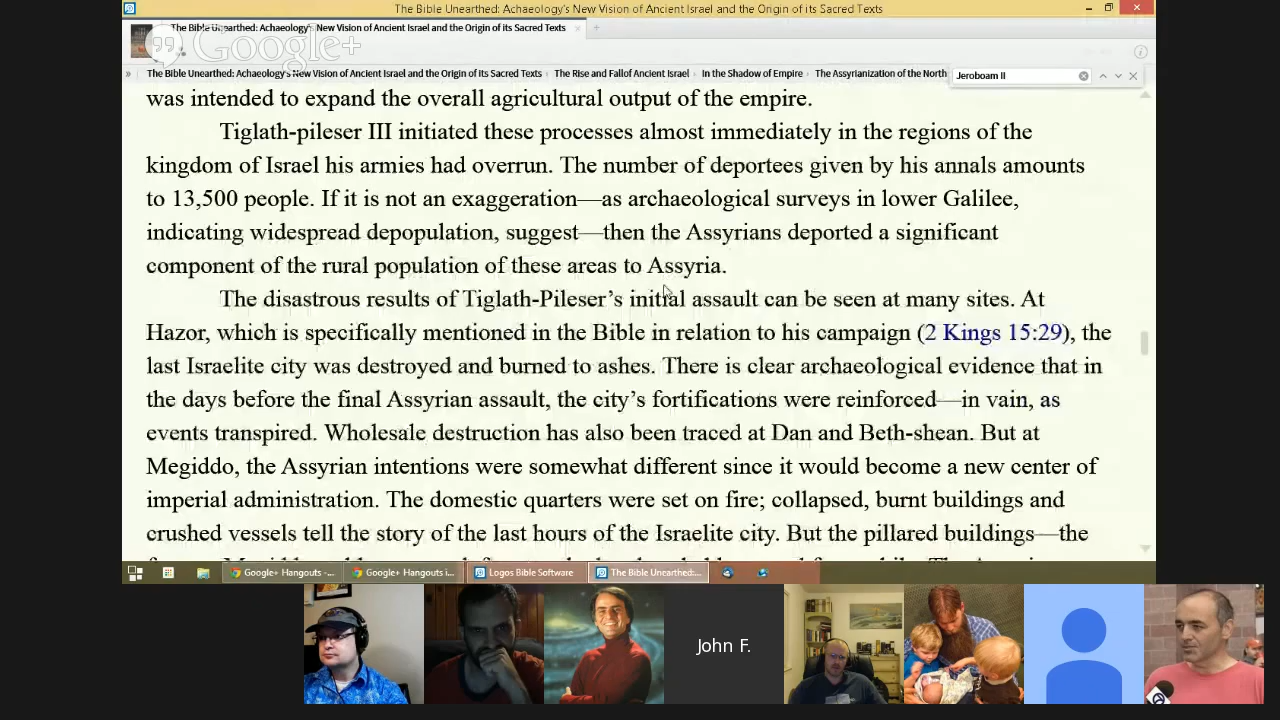 The Bible Unearthed: Achaeology's New Vision of Ancient Israel and the Origin of its Sacred Texts
The Bible Unearthed: Achaeology's New Vision of Ancient Israel and the Origin of its Sacred Texts
Google+
» The Bible Unearthed: Achaeology's New Vision of Ancient Israel and the Origin of its Sacred Texts › The Rise and Fallof Ancient Israel › In the Shadow of Empire › The Assyrianization of the North
Jeroboam II
was intended to expand the overall agricultural output of the empire.
Tiglath-pileser III initiated these processes almost immediately in the regions of the
kingdom of Israel his armies had overrun. The number of deportees given by his annals amounts
to 13,500 people. If it is not an exaggeration—as archaeological surveys in lower Galilee,
indicating widespread depopulation, suggest—then the Assyrians deported a significant
component of the rural population of these areas to Assyria.
The disastrous results of Tiglath-Pileser's initial assault can be seen at many sites. At
Hazor, which is specifically mentioned in the Bible in relation to his campaign (2 Kings 15:29), the
last Israelite city was destroyed and burned to ashes. There is clear archaeological evidence that in
the days before the final Assyrian assault, the city's fortifications were reinforced—in vain, as
events transpired. Wholesale destruction has also been traced at Dan and Beth-shean. But at
Megiddo, the Assyrian intentions were somewhat different since it would become a new center of
imperial administration. The domestic quarters were set on fire; collapsed, burnt buildings and
crushed vessels tell the story of the last hours of the Israelite city. But the pillared buildings—the
Google+ Hangouts -...
Google+ Hangouts i...
Logos Bible Software
The Bible Unearthed:...
John F.